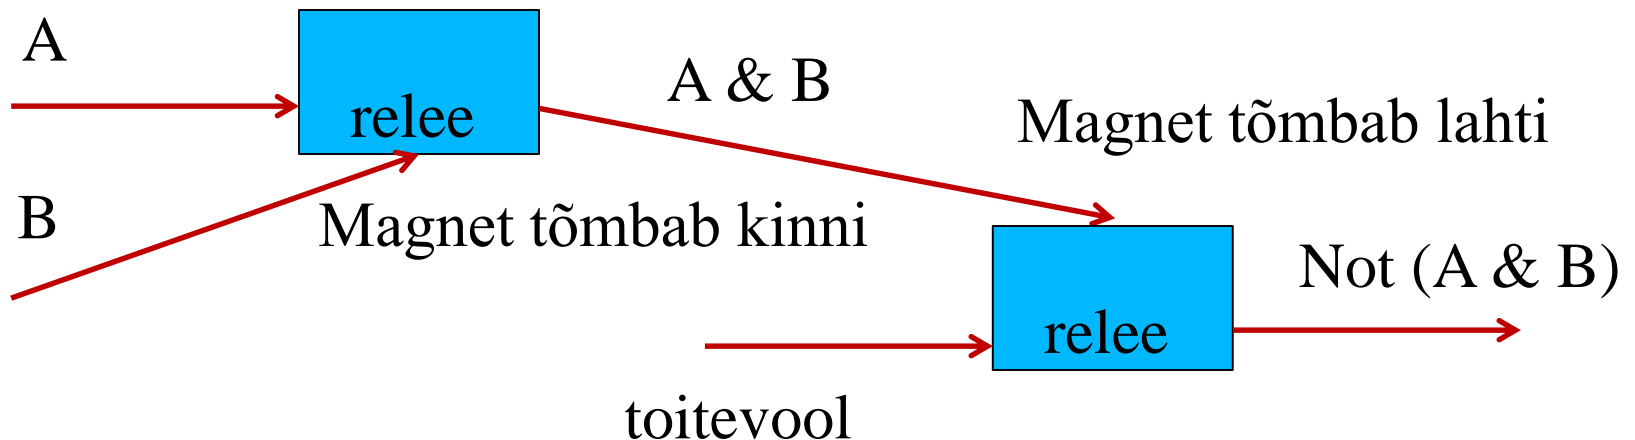 A
relee
A & B
Magnet tõmbab lahti
B
Magnet tõmbab kinni
Not (A & B)
relee
toitevool